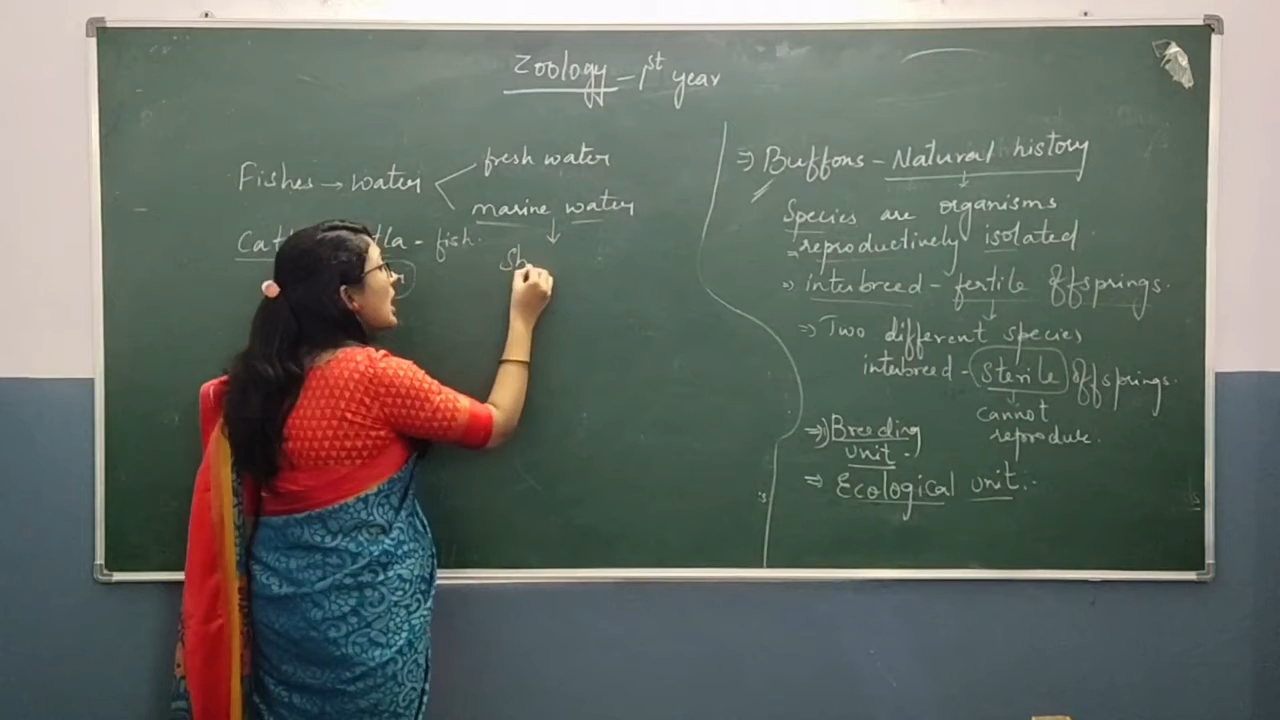 Zoology - 1st year
Fishes → water
fresh water
marine water
- fish.
Sh
⇒ Buffons - Natural history
Species are organisms
⇒ reproductively isolated.
⇒ interbreed - fertile Offsprings.
⇒ Two different species
interbreed - Sterile Offsprings.
cannot
reproduce.
⇒) Breeding
unit.
⇒ Ecological unit.